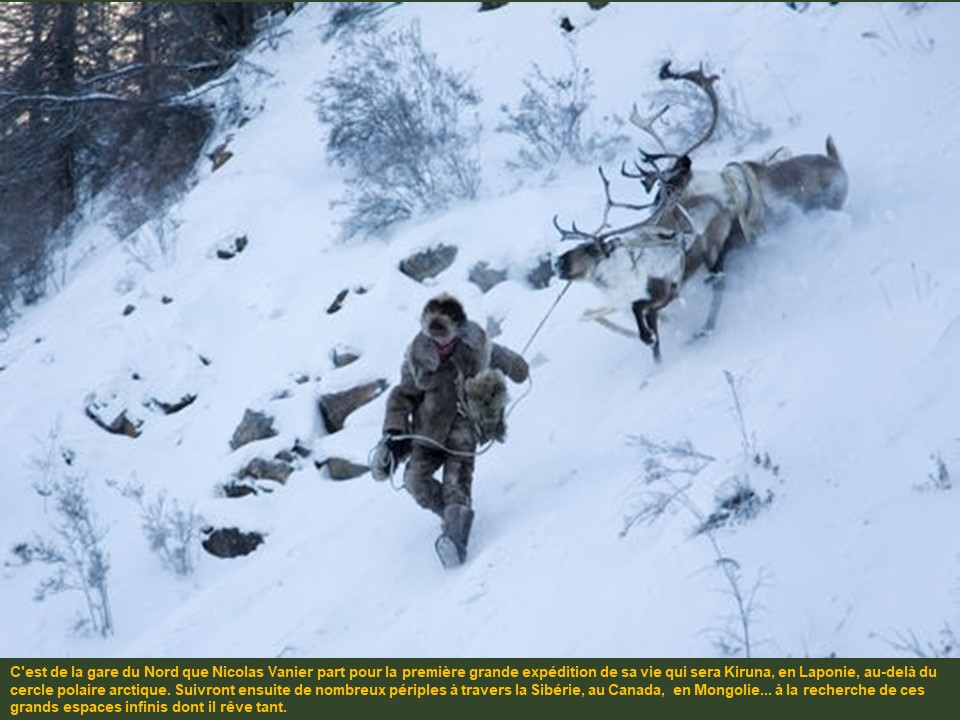 C'est de la gare du Nord que Nicolas Vanier part pour la première grande expédition de sa vie qui sera Kiruna, en Laponie, au-delà du
cercle polaire arctique. Suivront ensuite de nombreux périples à travers la Sibérie, au Canada,  en Mongolie... à la recherche de ces
grands espaces infinis dont il rêve tant.